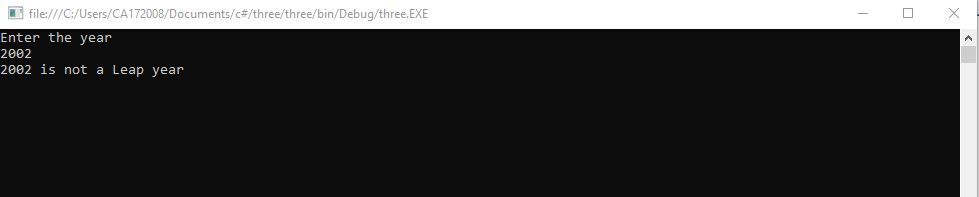 file:///C:/Users/CA172008/Documents/c#/three/three/bin/Debug/three.EXE
Enter the year
2002
2002 is not a Leap year